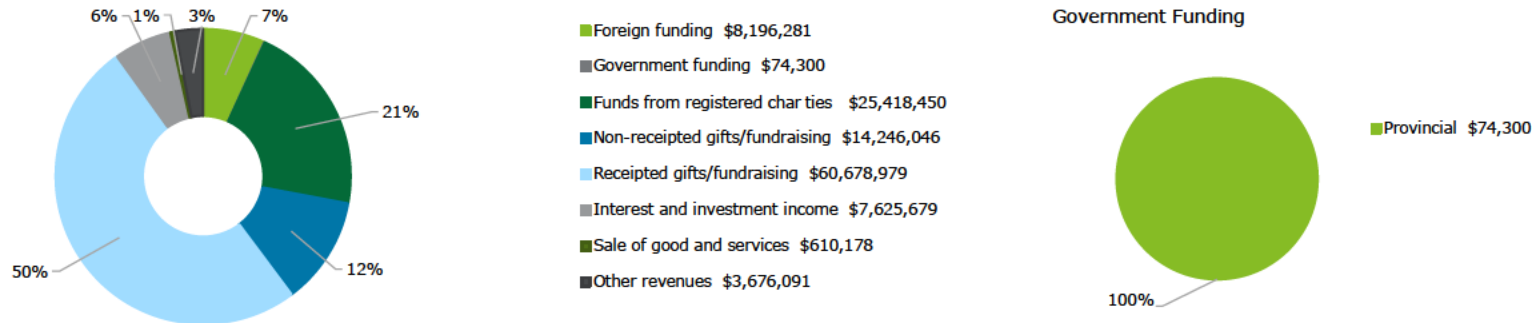 6%
1%
3%
7%
21%
12%
50%
Foreign funding $8,196,281
Government funding $74,300
Funds from registered char ties $25,418,450
Non-receipted gifts/fundraising $14,246,046
Receipted gifts/fundraising $60,678,979
Interest and investment income $7,625,679
Sale of good and services $610,178
Other revenues $3,676,091
Government Funding
Provincial $74,300
100%